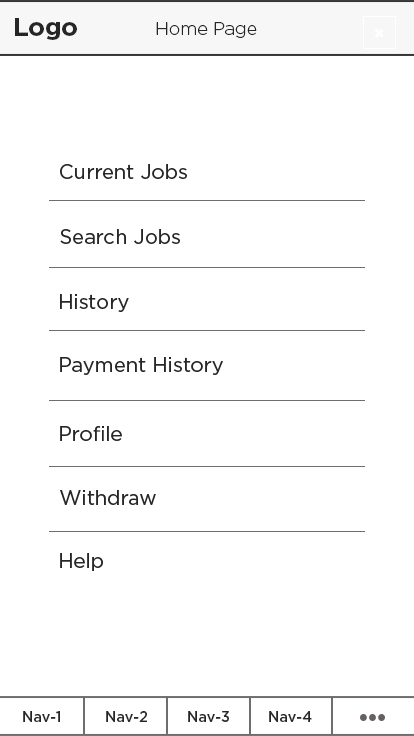 Logo
Home Page
Current Jobs
Search Jobs
History
Payment History
Profile
Withdraw
Help
Nav-1
Nav-2
Nav-3
Nav-4